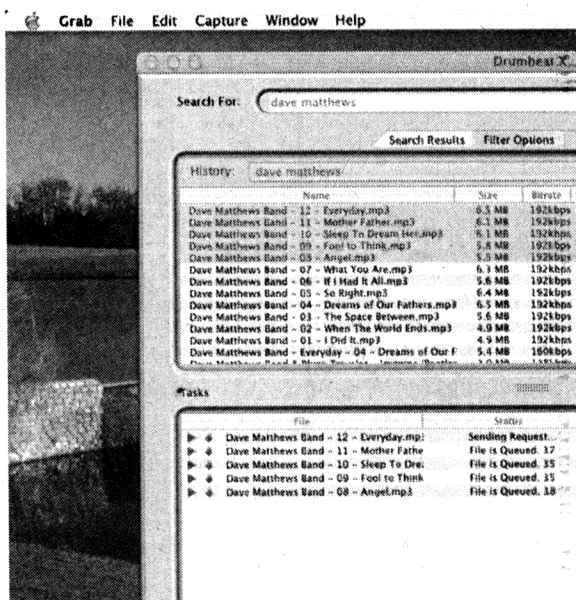 Grab File Edit Capture Window Help
Drumbeat X
Search For: dave matthews
Search Results Filter Options
History: dave matthews
Name Size Bitrate
Dave Matthews Band - 12 - Everyday.mp3 6.5 MB 192kbps
Dave Matthews Band - 11 - Mother Father.mp3 6.1 MB 192kbps
Dave Matthews Band - 10 - Sleep To Dream Her.mp3 6.1 MB 192kbps
Dave Matthews Band - 09 - Fool to Think.mp3 5.8 MB 192kbps
Dave Matthews Band - 08 - Angel.mp3 5.5 MB 192kbps
Dave Matthews Band - 07 - What You Are.mp3 6.3 MB 192kbps
Dave Matthews Band - 06 - If I Had It All.mp3 5.6 MB 192kbps
Dave Matthews Band - 05 - So Right.mp3 6.4 MB 192kbps
Dave Matthews Band - 04 - Dreams of Our Fathers.mp3 6.5 MB 192kbps
Dave Matthews Band - 03 - The Space Between.mp3 5.6 MB 192kbps
Dave Matthews Band - 02 - When The World Ends.mp3 4.9 MB 192kbps
Dave Matthews Band - 01 - I Did It.mp3 4.9 MB 192kbps
Dave Matthews Band - Everyday - 04 - Dreams of Our F 5.4 MB 160kbps
Tasks
File Status
Dave Matthews Band - 12 - Everyday.mp Sending Request...
Dave Matthews Band - 11 - Mother Fathe File is Queued. 37
Dave Matthews Band - 10 - Sleep To Dre File is Queued. 35
Dave Matthews Band - 09 - Fool to Think File is Queued. 35
Dave Matthews Band - 08 - Angel.mp3 File is Queued. 38